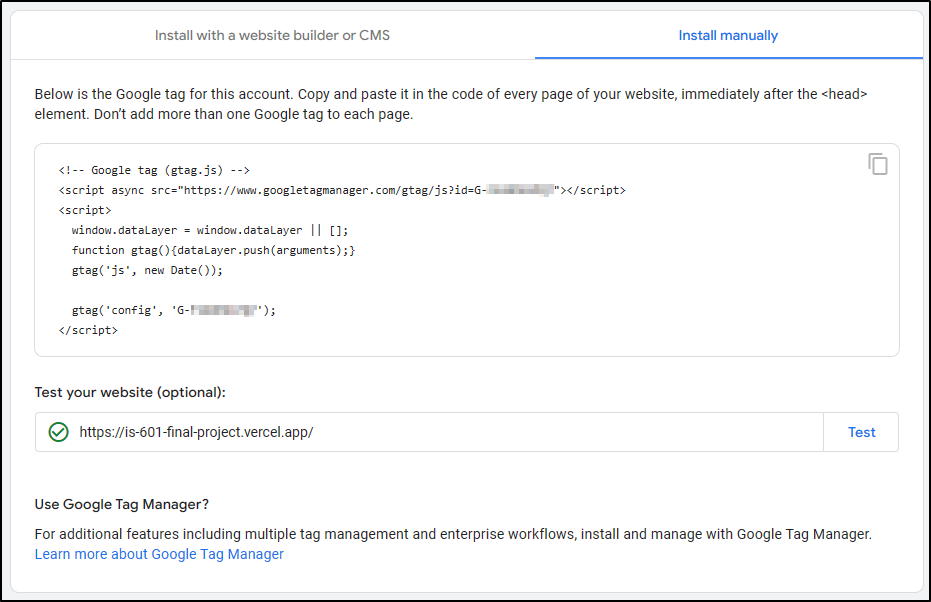 Install with a website builder or CMS
Install manually
Below is the Google tag for this account. Copy and paste it in the code of every page of your website, immediately after the <head>
element. Don’t add more than one Google tag to each page.
<!-- Google tag (gtag.js) -->
<script async src="https://www.googletagmanager.com/gtag/js?id=G-"></script>
<script>
window.dataLayer = window.dataLayer || [];
function gtag(){dataLayer.push(arguments);}
gtag('js', new Date());
gtag('config', 'G-');
</script>
Test your website (optional):
https://is-601-final-project.vercel.app/
Test
Use Google Tag Manager?
For additional features including multiple tag management and enterprise workflows, install and manage with Google Tag Manager.
Learn more about Google Tag Manager